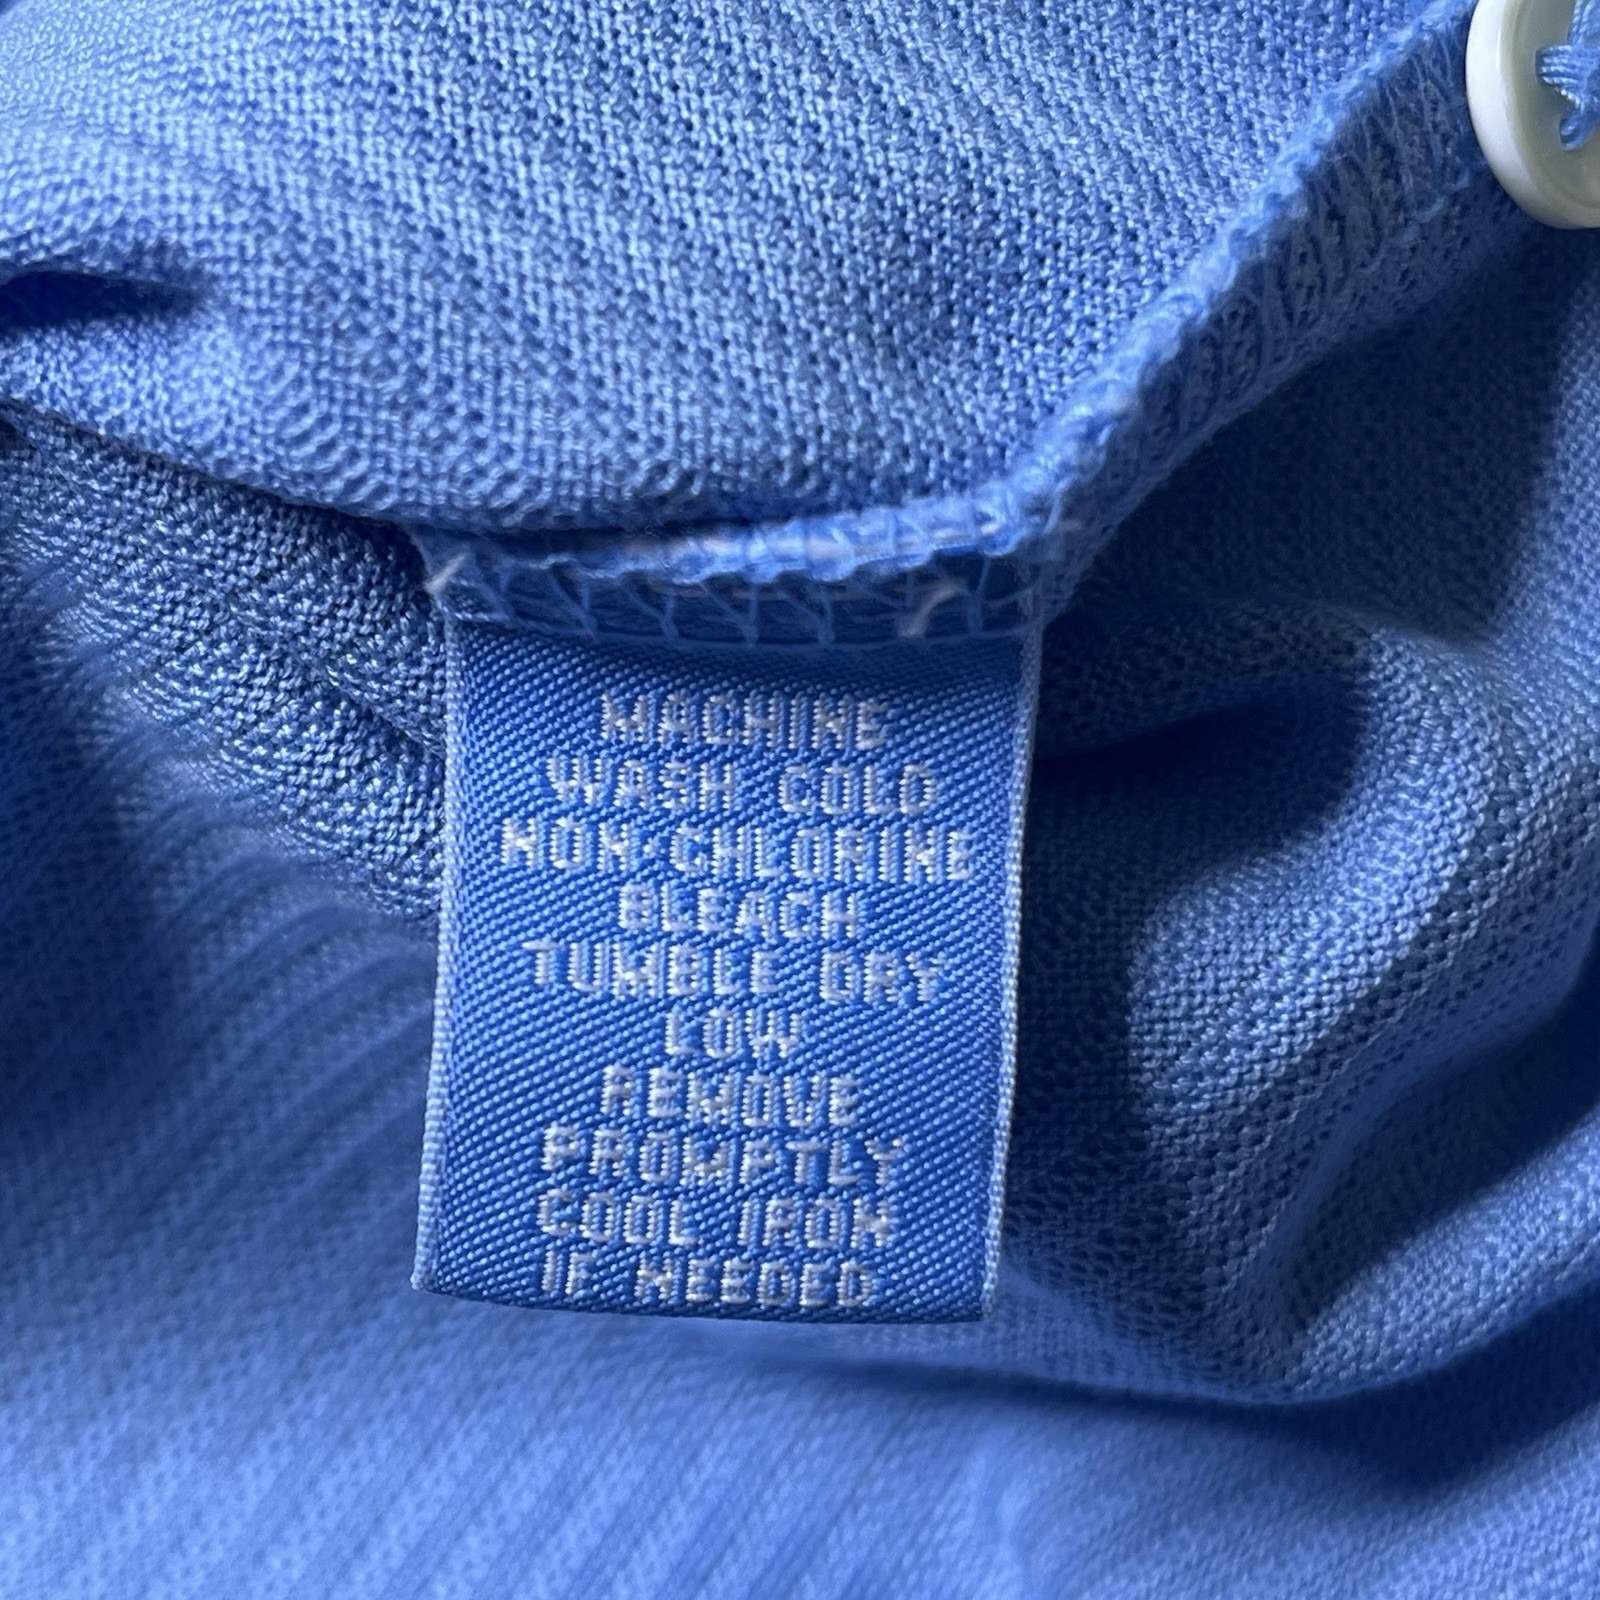 MACHINE
WASH COLD
NON-CHLORINE
BLEACH
TUMBLE DRY
LOW
REMOVE
PROMPTLY
COOL IRON
IF NEEDED